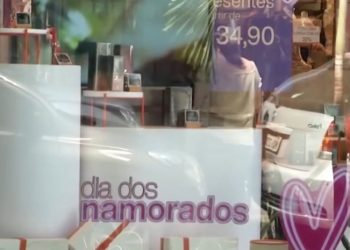 esentes
34,90
dia dos
namorados